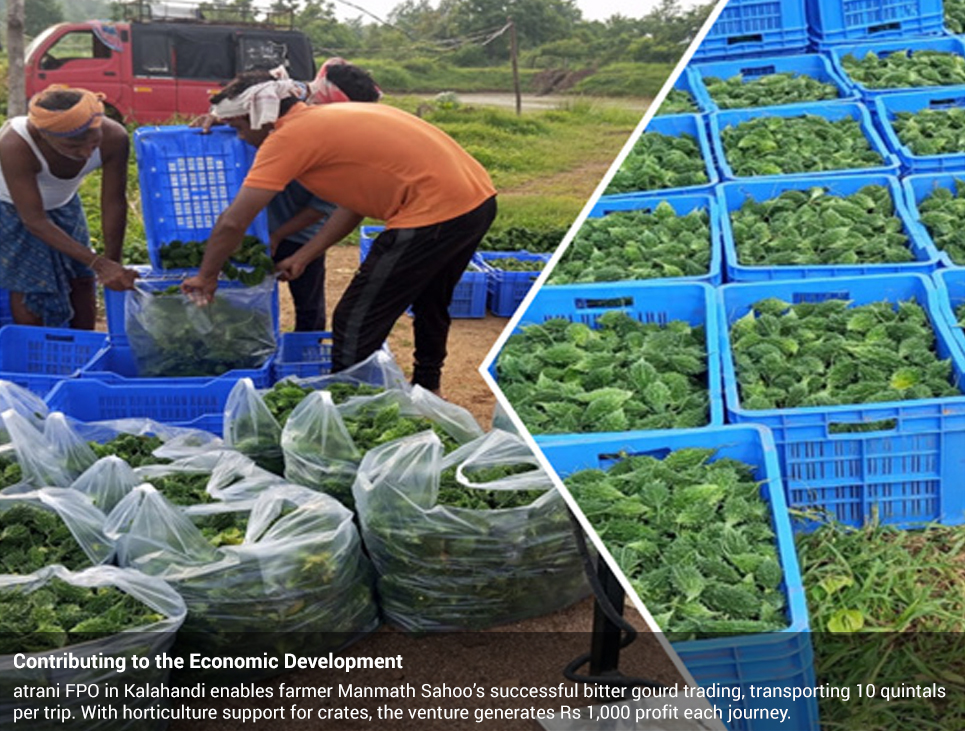 Contributing to the Economic Development
atrani FPO in Kalahandi enables farmer Manmath Sahoo's successful bitter gourd trading, transporting 10 quintals
per trip. With horticulture support for crates, the venture generates Rs 1,000 profit each journey.